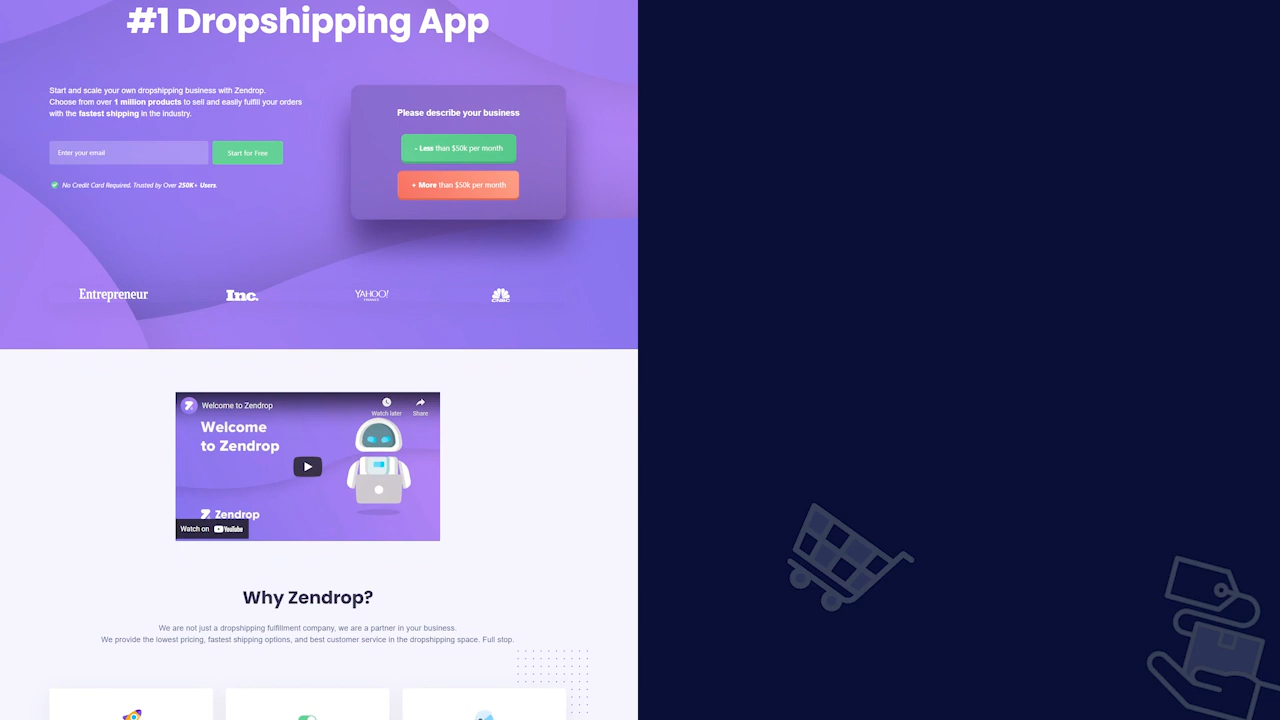 #1 Dropshipping App
Start and scale your own dropshipping business with Zendrop.
Choose from over 1 million products to sell and easily fulfill your orders
with the fastest shipping in the industry.
Enter your email
Start for Free
No Credit Card Required. Trusted by Over 250K+ Users.
Please describe your business
- Less than $50k per month
+ More than $50k per month
Entrepreneur
Inc.
YAHOO!
FINANCE
CNBC
Welcome to Zendrop
Watch later
Share
Welcome
to Zendrop
Zendrop
Watch on YouTube
Why Zendrop?
We are not just a dropshipping fulfillment company, we are a partner in your business.
We provide the lowest pricing, fastest shipping options, and best customer service in the dropshipping space. Full stop.